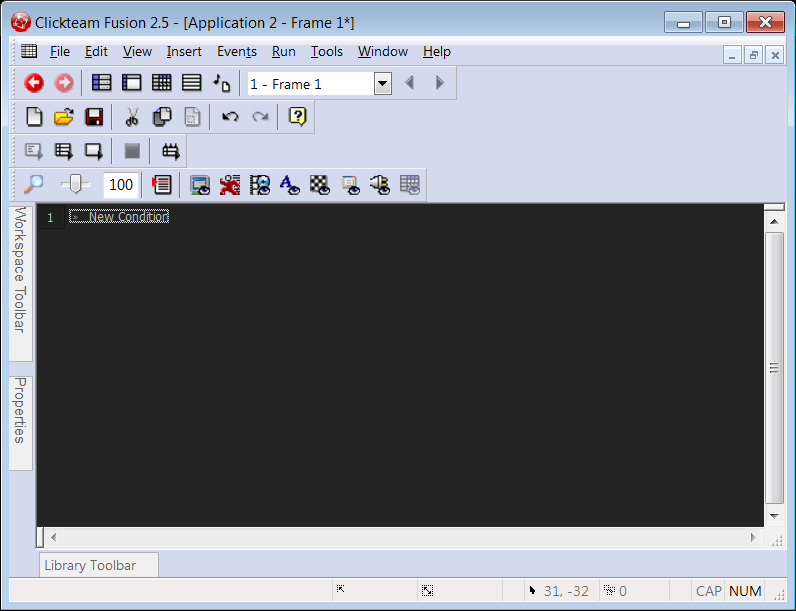 Clickteam Fusion 2.5 - [Application 2 - Frame 1*]
File Edit View Insert Events Run Tools Window Help
1 - Frame 1
100
Workspace Toolbar
1 - New Condition
Properties
Library Toolbar
31, -32 0 CAP NUM